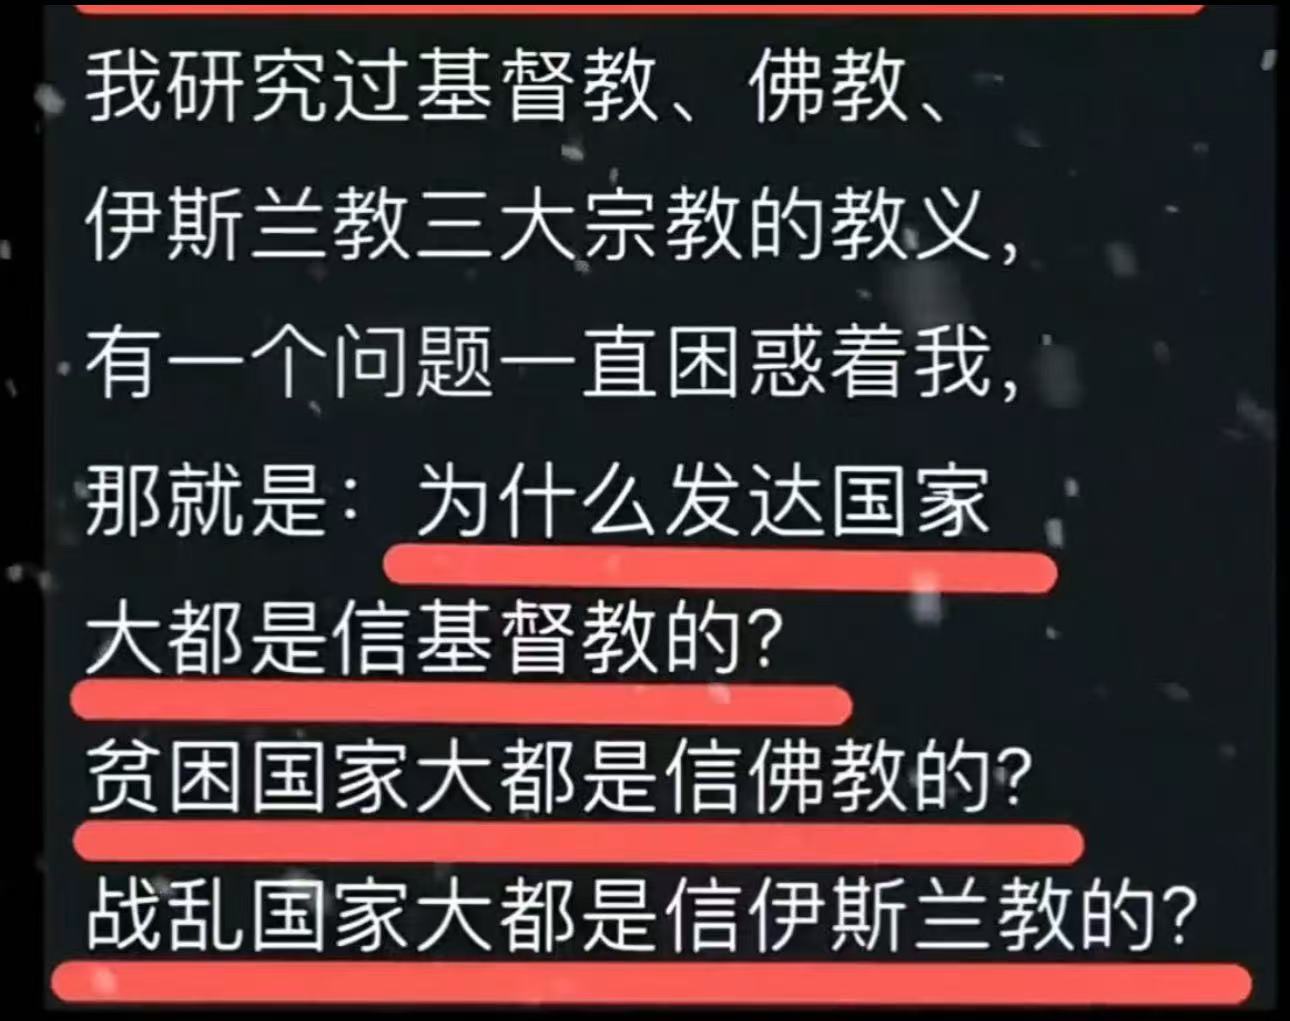 我研究过基督教、佛教、
伊斯兰教三大宗教的教义，
有一个问题一直困惑着我，
那就是：为什么发达国家
大都是信基督教的？
贫困国家大都是信佛教的？
战乱国家大都是信伊斯兰教的？